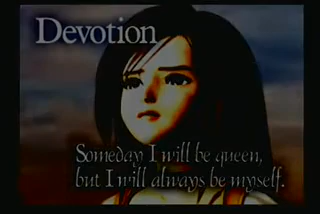 Devotion
Someday I will be queen,
but I will always be myself.